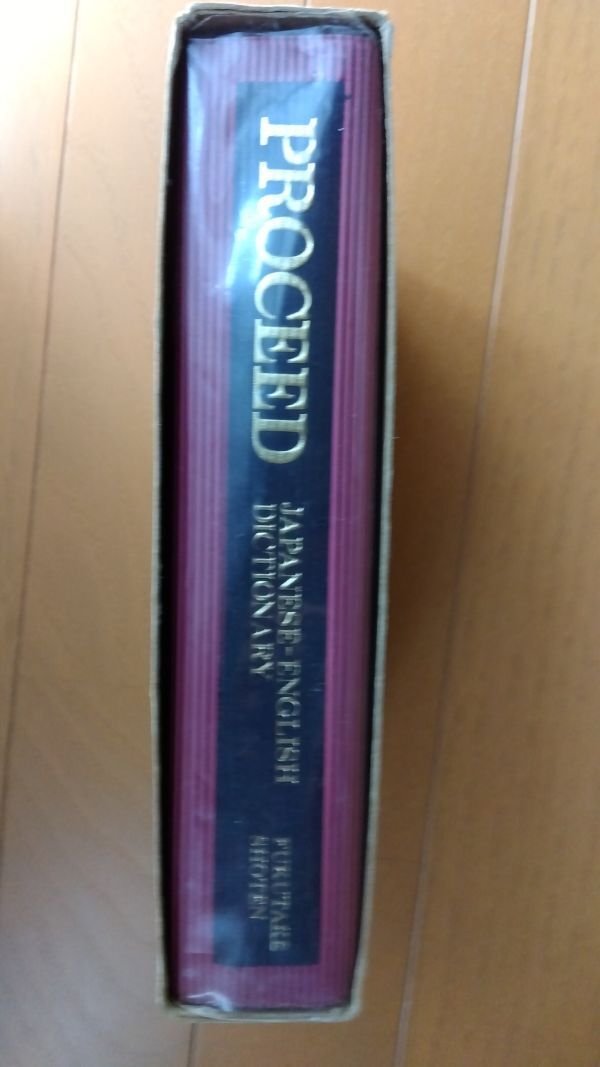 PROCEED
JAPANESE-ENGLISH
DICTIONARY
FUKUTAKE
SHOTEN